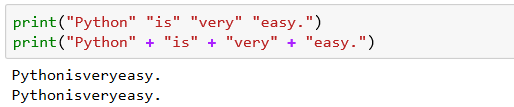 print("Python" "is" "very" "easy.")
print("Python" + "is" + "very" + "easy.")
Pythonisveryeasy.
Pythonisveryeasy.